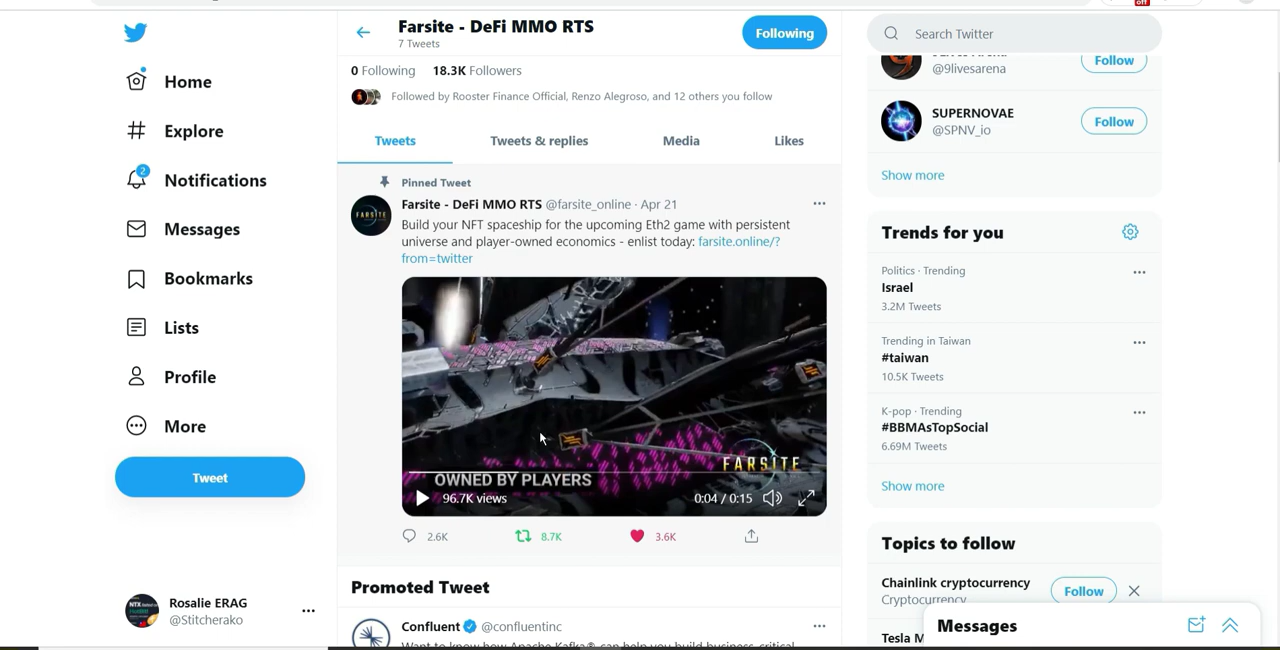 Home
Explore
2
Notifications
Messages
Bookmarks
Lists
Profile
More
Tweet
Rosalie ERAG
@Stitcherako
Farsite - DeFi MMO RTS
7 Tweets
Following
0 Following 18.3K Followers
Followed by Rooster Finance Official, Renzo Alegroso, and 12 others you follow
Tweets Tweets & replies Media Likes
Pinned Tweet
Farsite - DeFi MMO RTS @farsite_online · Apr 21
Build your NFT spaceship for the upcoming Eth2 game with persistent
universe and player-owned economics - enlist today: farsite.online/?
from=twitter
FARSITE
FARSITE
OWNED BY PLAYERS
96.7K views 0:04 / 0:15
2.6K 8.7K 3.6K
Promoted Tweet
Confluent @confluentinc
Want to know how Apache Kafka® can help you build business-critical
off
Search Twitter
@9livesarena Follow
SUPERNOVAE
@SPNV_io
Follow
Show more
Trends for you
Politics · Trending
Israel
3.2M Tweets
Trending in Taiwan
#taiwan
10.5K Tweets
K-pop · Trending
#BBMAsTopSocial
6.69M Tweets
Show more
Topics to follow
Chainlink cryptocurrency
Cryptocurrency
Follow
Tesla M
Messages